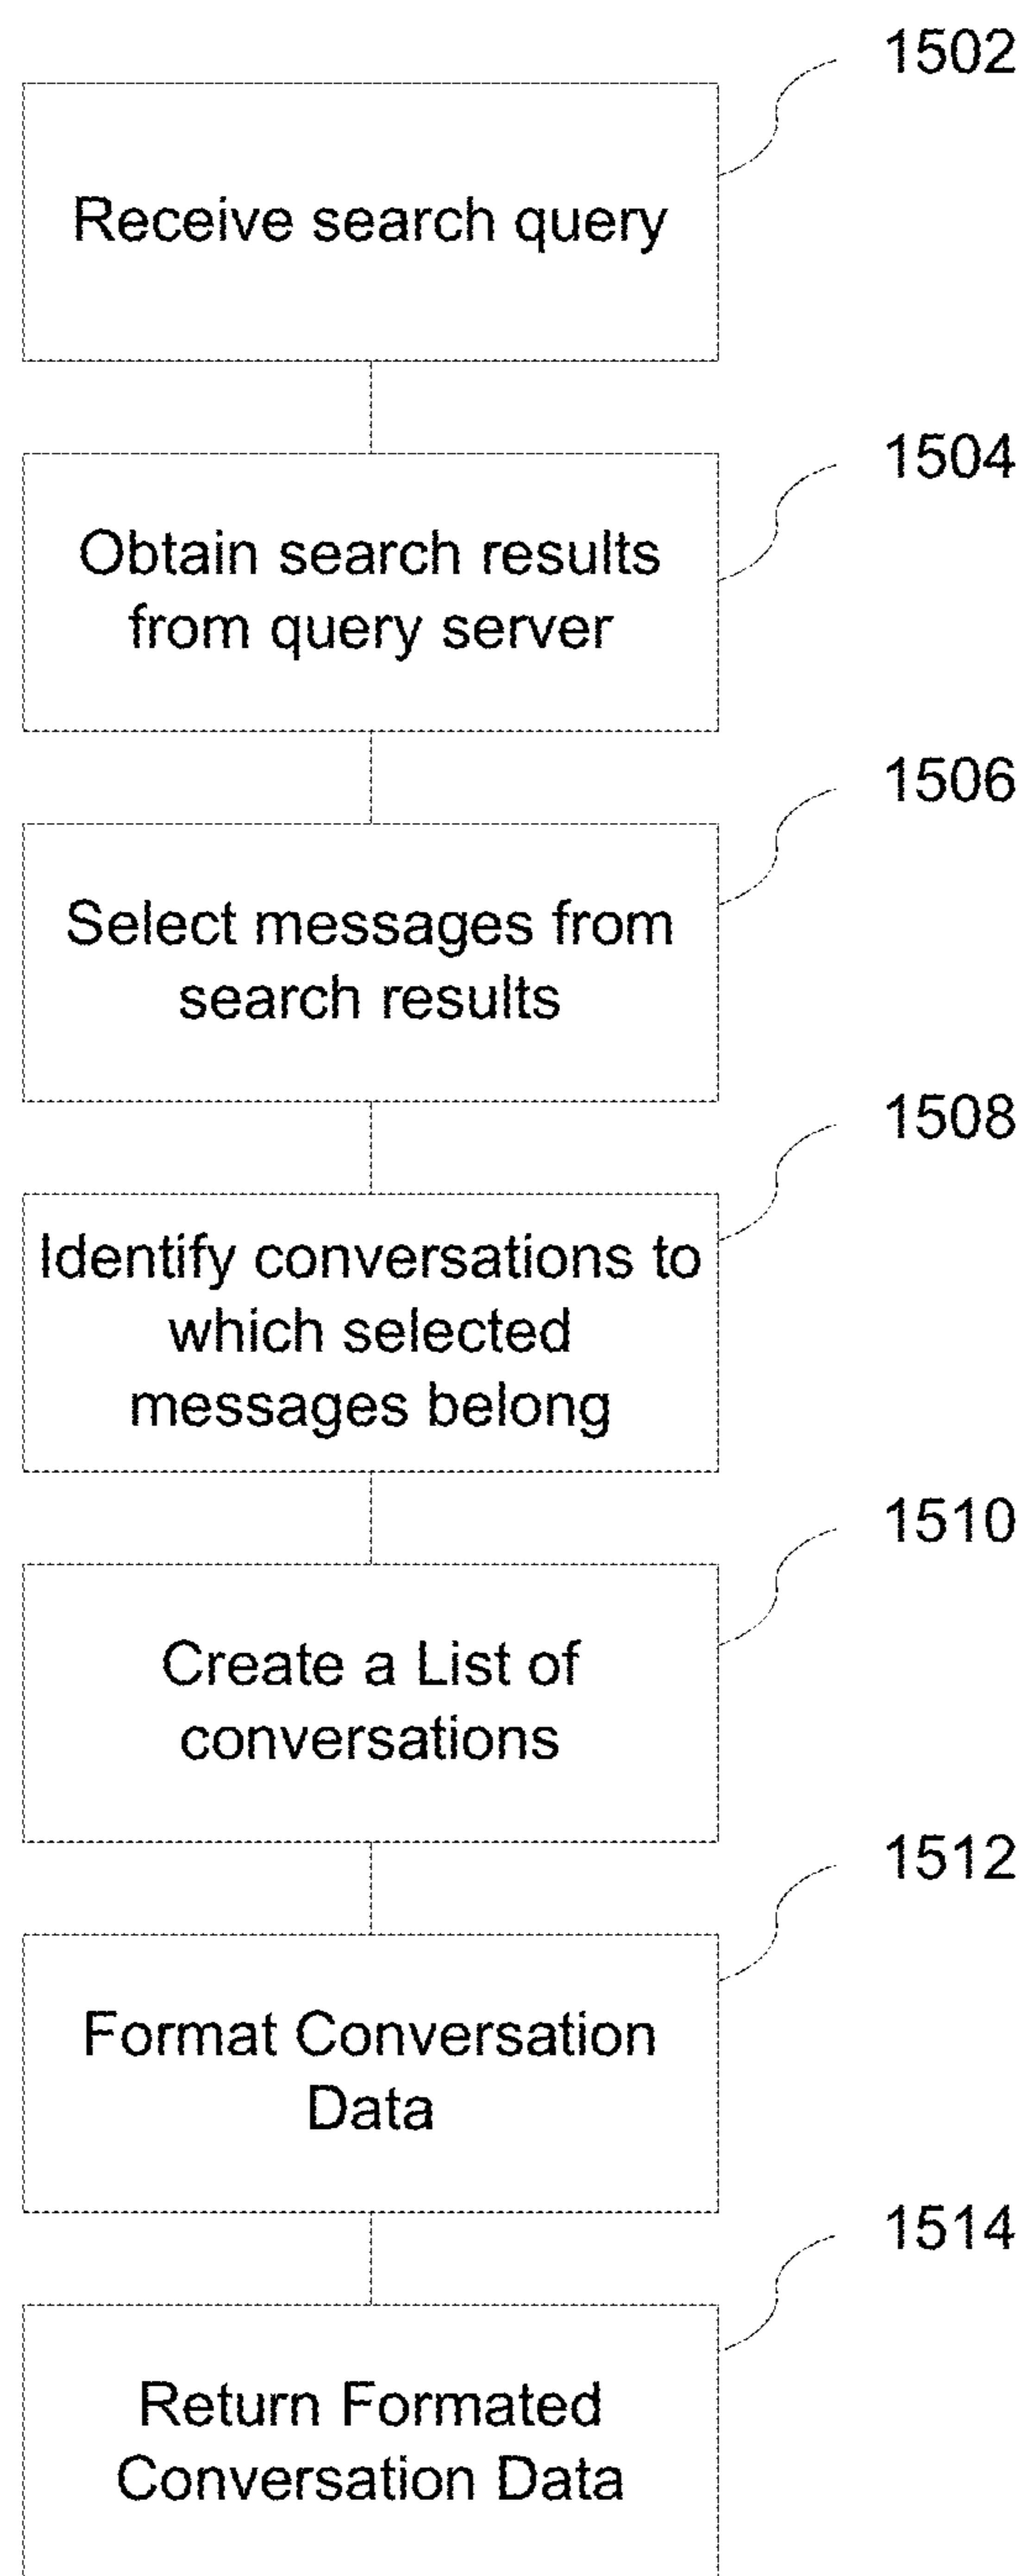 1502
Receive search query
1504
Obtain search results
from query server
1506
Select messages from
search results
1508
Identify conversations to
which selected
messages belong
1510
Create a List of
conversations
1512
Format Conversation
Data
1514
Return Formated
Conversation Data